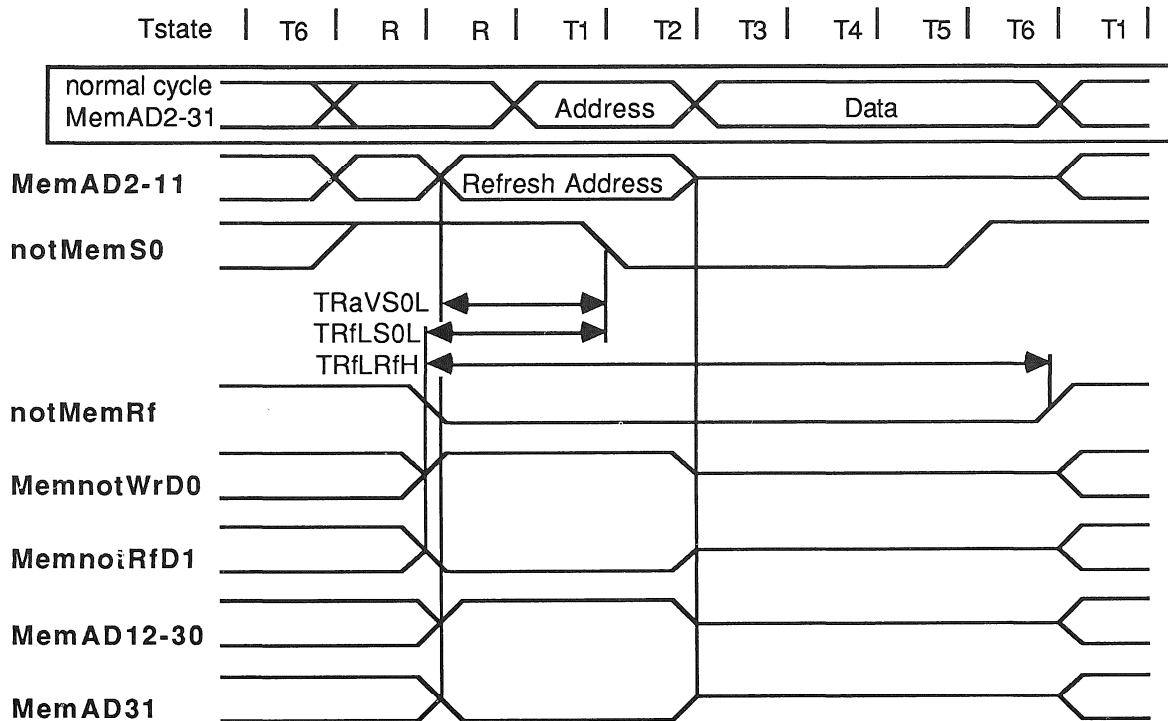 Tstate | T6 | R | R | T1 | T2 | T3 | T4 | T5 | T6 | T1 |
normal cycle
MemAD2-31 Address Data
MemAD2-11 Refresh Address
notMemS0
TRaVS0L
TRfLS0L
TRfLRfH
notMemRf
MemnotWrD0
MemnotRfD1
MemAD12-30
MemAD31